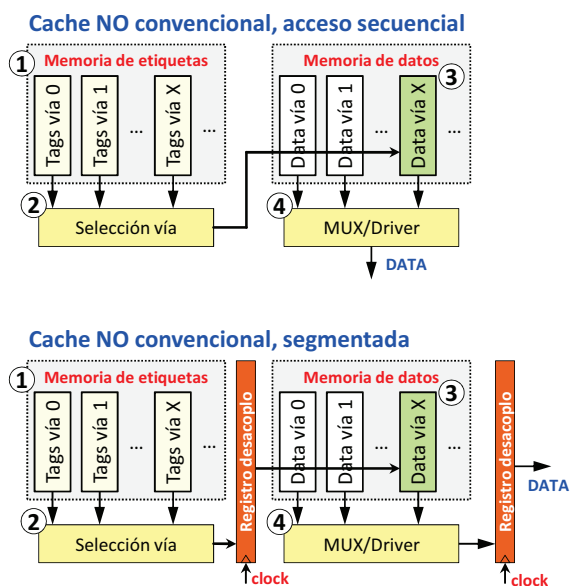 Cache NO convencional, acceso secuencial
1
Memoria de etiquetas
Memoria de datos
3
Tags vía 0
Tags vía 1
...
Tags vía X
...
Data vía 0
Data vía 1
...
Data vía X
...
2
Selección vía
4
MUX/Driver
DATA
Cache NO convencional, segmentada
1
Memoria de etiquetas
Memoria de datos
3
Tags vía 0
Tags vía 1
...
Tags vía X
...
Registro desacoplo
Data vía 0
Data vía 1
...
Data vía X
...
Registro desacoplo
DATA
2
Selección vía
4
MUX/Driver
clock
clock